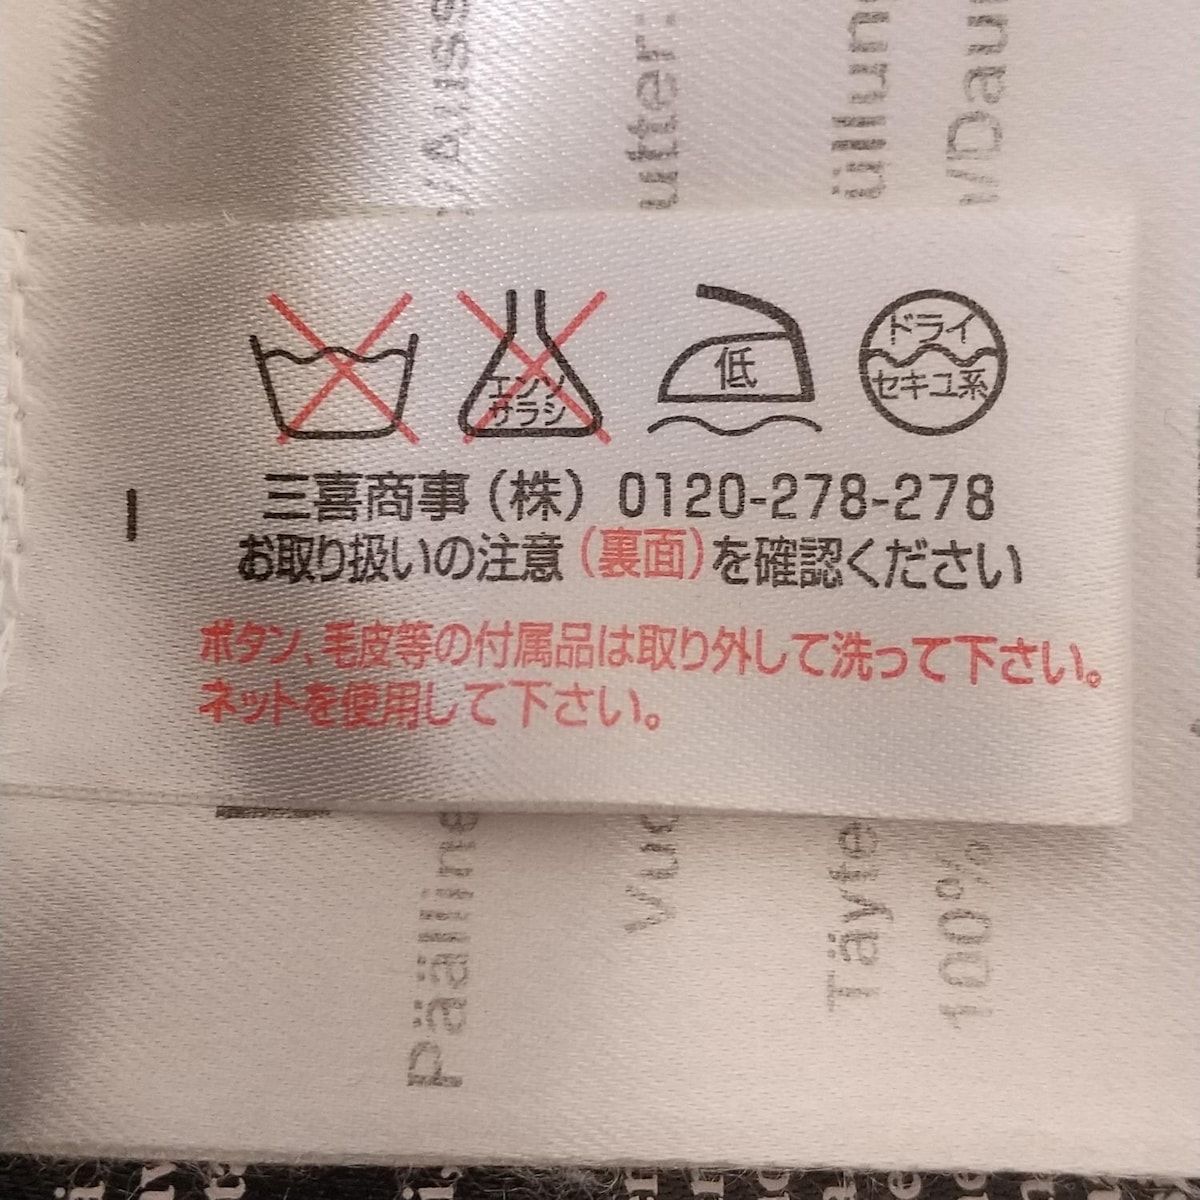 エンソ
サラシ
低
ドライ
セキユ系
三喜商事(株) 0120-278-278
お取り扱いの注意(裏面)を確認ください
ボタン、毛皮等の付属品は取り外して洗って下さい。
ネットを使用して下さい。
100%